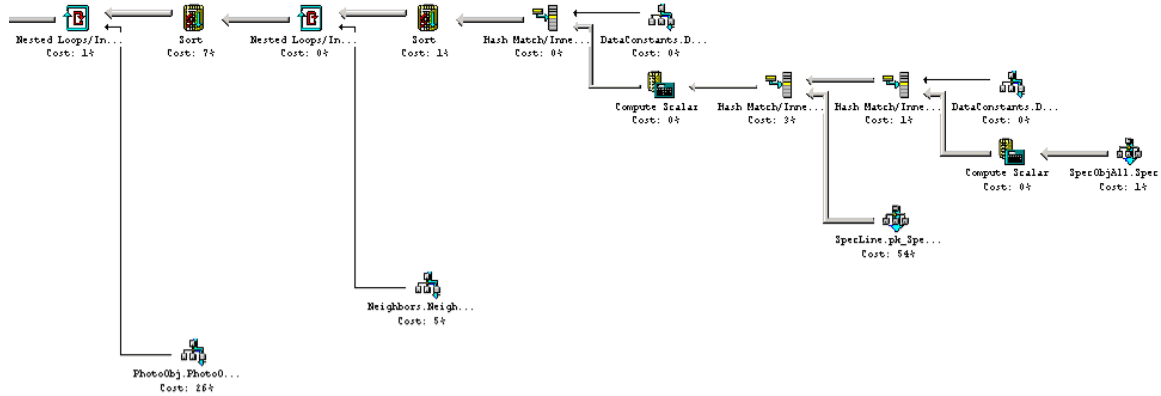 Nested Loops/In...
Cost: 1%
Sort
Cost: 7%
Nested Loops/In...
Cost: 0%
Sort
Cost: 1%
Hash Match/Inne...
Cost: 0%
DataConstants.D...
Cost: 0%
Compute Scalar
Cost: 0%
Hash Match/Inne...
Cost: 3%
Hash Match/Inne...
Cost: 1%
DataConstants.D...
Cost: 0%
Compute Scalar
Cost: 0%
SpecObjAll.Spec
Cost: 1%
SpecLine.pk_Spe...
Cost: 54%
Neighbors.Neigh...
Cost: 5%
PhotoObj.PhotoO...
Cost: 26%